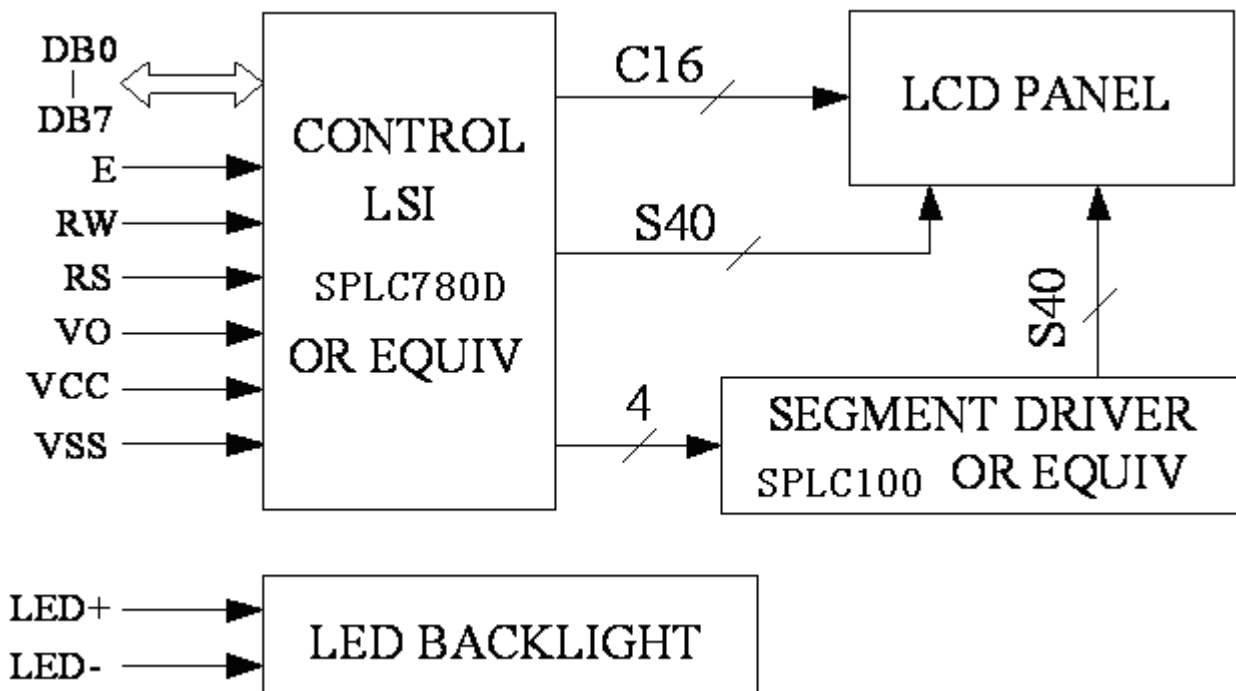 DB0
DB7
E
RW
RS
VO
VCC
VSS
CONTROL
LSI
SPLC780D
OR EQUIV
C16
S40
4
LCD PANEL
S40
SEGMENT DRIVER
SPLC100 OR EQUIV
LED+
LED-
LED BACKLIGHT